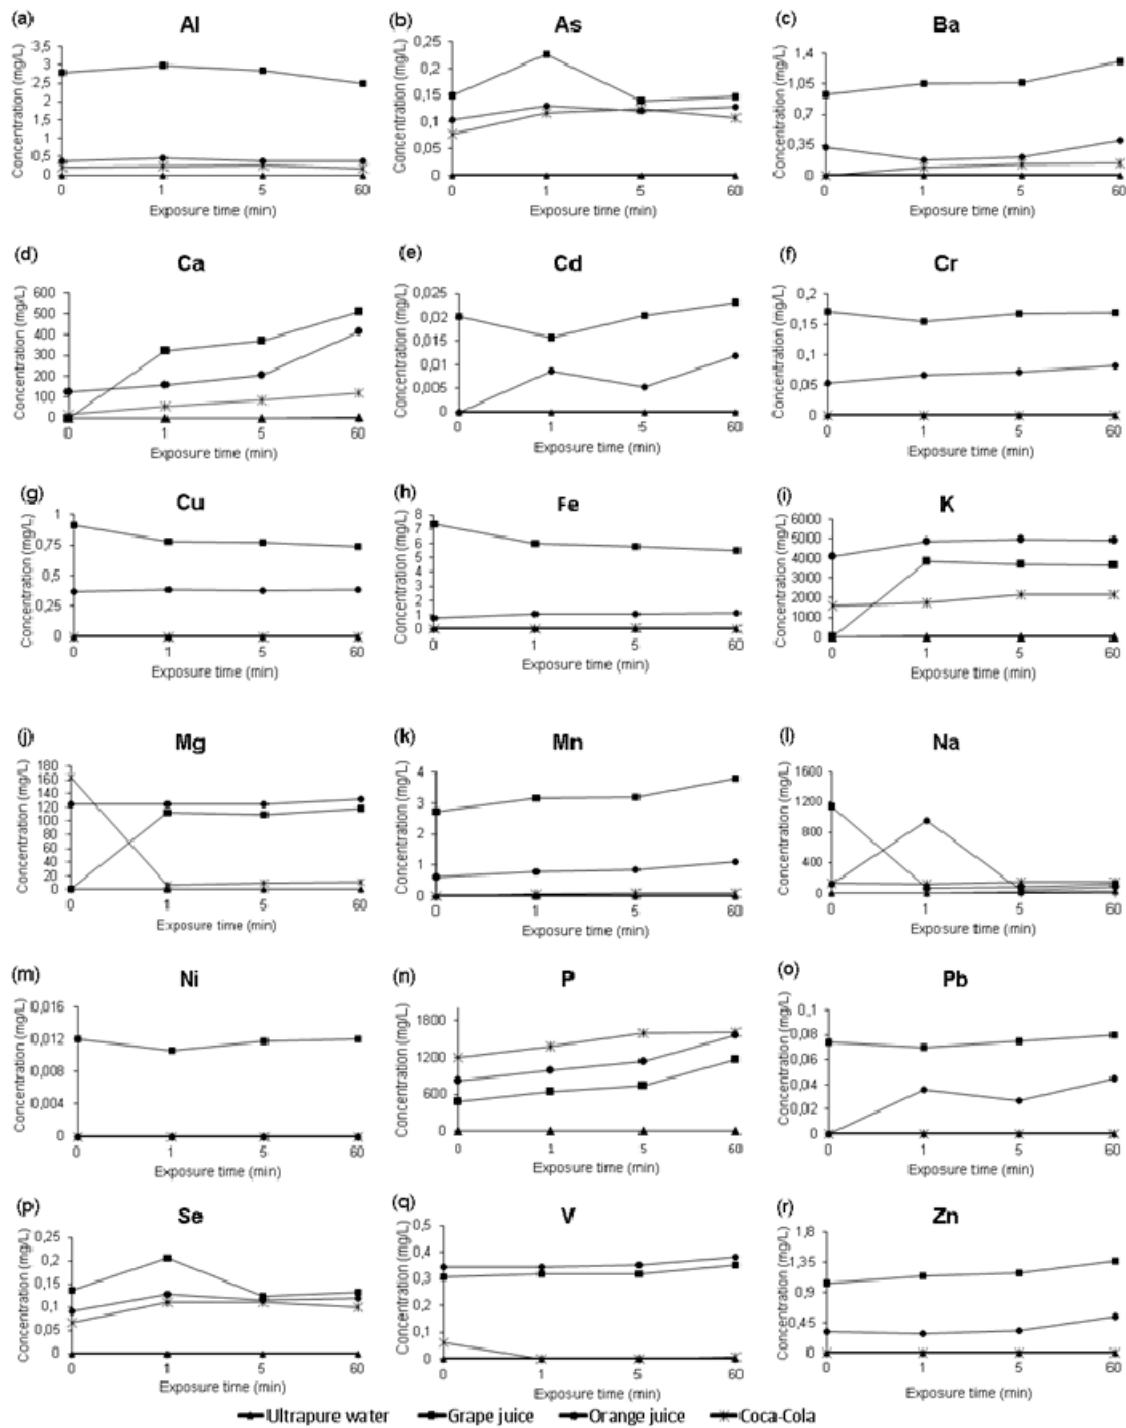 (a) Al
Concentration (mg/L)
3,5
3
2,5
2
1,5
1
0,5
0
0 1 5 60
Exposure time (min)
(b) As
Concentration (mg/L)
0,25
0,2
0,15
0,1
0,05
0
0 1 5 60
Exposure time (min)
(c) Ba
Concentration (mg/L)
1,4
1,05
0,7
0,35
0
0 1 5 60
Exposure time (min)
(d) Ca
Concentration (mg/L)
600
500
400
300
200
100
0
0 1 5 60
Exposure time (min)
(e) Cd
Concentration (mg/L)
0,025
0,02
0,015
0,01
0,005
0
0 1 5 60
Exposure time (min)
(f) Cr
Concentration (mg/L)
0,2
0,15
0,1
0,05
0
0 1 5 60
Exposure time (min)
(g) Cu
Concentration (mg/L)
1
0,75
0,5
0,25
0
0 1 5 60
Exposure time (min)
(h) Fe
Concentration (mg/L)
8
7
6
5
4
3
2
1
0
0 1 5 60
Exposure time (min)
(i) K
Concentration (mg/L)
6000
5000
4000
3000
2000
1000
0
0 1 5 60
Exposure time (min)
(j) Mg
Concentration (mg/L)
180
160
140
120
100
80
60
40
20
0
0 1 5 60
Exposure time (min)
(k) Mn
Concentration (mg/L)
4
3
2
1
0
0 1 5 60
Exposure time (min)
(l) Na
Concentration (mg/L)
1600
1200
800
400
0
0 1 5 60
Exposure time (min)
(m) Ni
Concentration (mg/L)
0,016
0,012
0,008
0,004
0
0 1 5 60
Exposure time (min)
(n) P
Concentration (mg/L)
1800
1200
600
0
0 1 5 60
Exposure time (min)
(o) Pb
Concentration (mg/L)
0,1
0,08
0,06
0,04
0,02
0
0 1 5 60
Exposure time (min)
(p) Se
Concentration (mg/L)
0,25
0,2
0,15
0,1
0,05
0
0 1 5 60
Exposure time (min)
(q) V
Concentration (mg/L)
0,5
0,4
0,3
0,2
0,1
0
0 1 5 60
Exposure time (min)
(r) Zn
Concentration (mg/L)
1,8
1,35
0,9
0,45
0
0 1 5 60
Exposure time (min)
Ultrapure water Grape juice Orange juice Coca-Cola